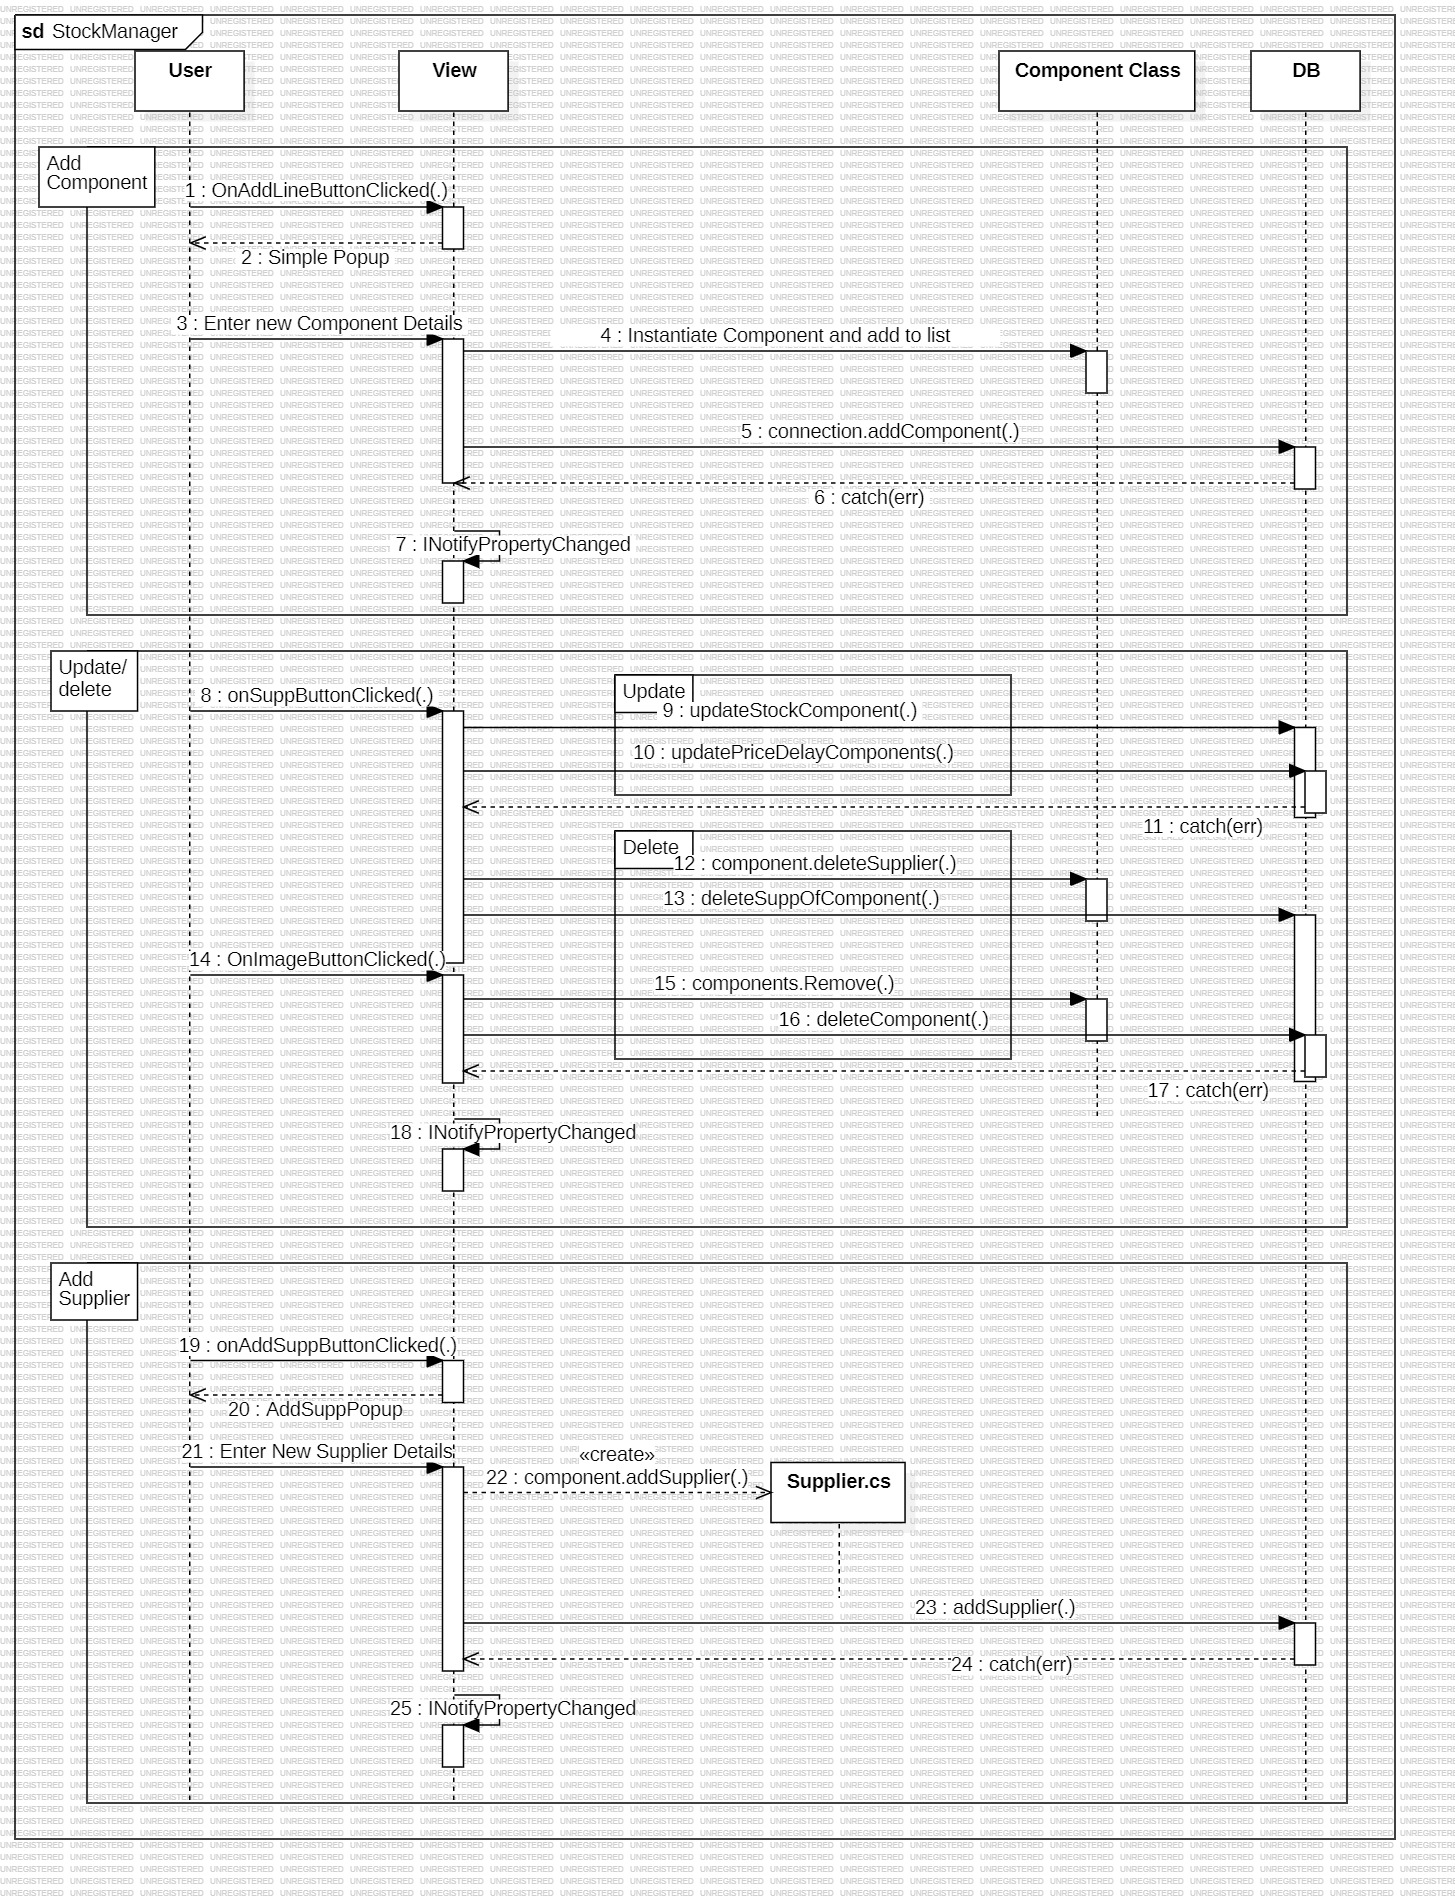 sd StockManager
User
View
Component Class
DB
Add
Component
1 : OnAddLineButtonClicked(.)
2 : Simple Popup
3 : Enter new Component Details
4 : Instantiate Component and add to list
5 : connection.addComponent(.)
6 : catch(err)
7 : INotifyPropertyChanged
Update/
delete
8 : onSuppButtonClicked(.)
Update
9 : updateStockComponent(.)
10 : updatePriceDelayComponents(.)
11 : catch(err)
Delete
12 : component.deleteSupplier(.)
13 : deleteSuppOfComponent(.)
14 : OnImageButtonClicked(.)
15 : components.Remove(.)
16 : deleteComponent(.)
17 : catch(err)
18 : INotifyPropertyChanged
Add
Supplier
19 : onAddSuppButtonClicked(.)
20 : AddSuppPopup
21 : Enter New Supplier Details
«create»
22 : component.addSupplier(.)
Supplier.cs
23 : addSupplier(.)
24 : catch(err)
25 : INotifyPropertyChanged
UNREGISTERED